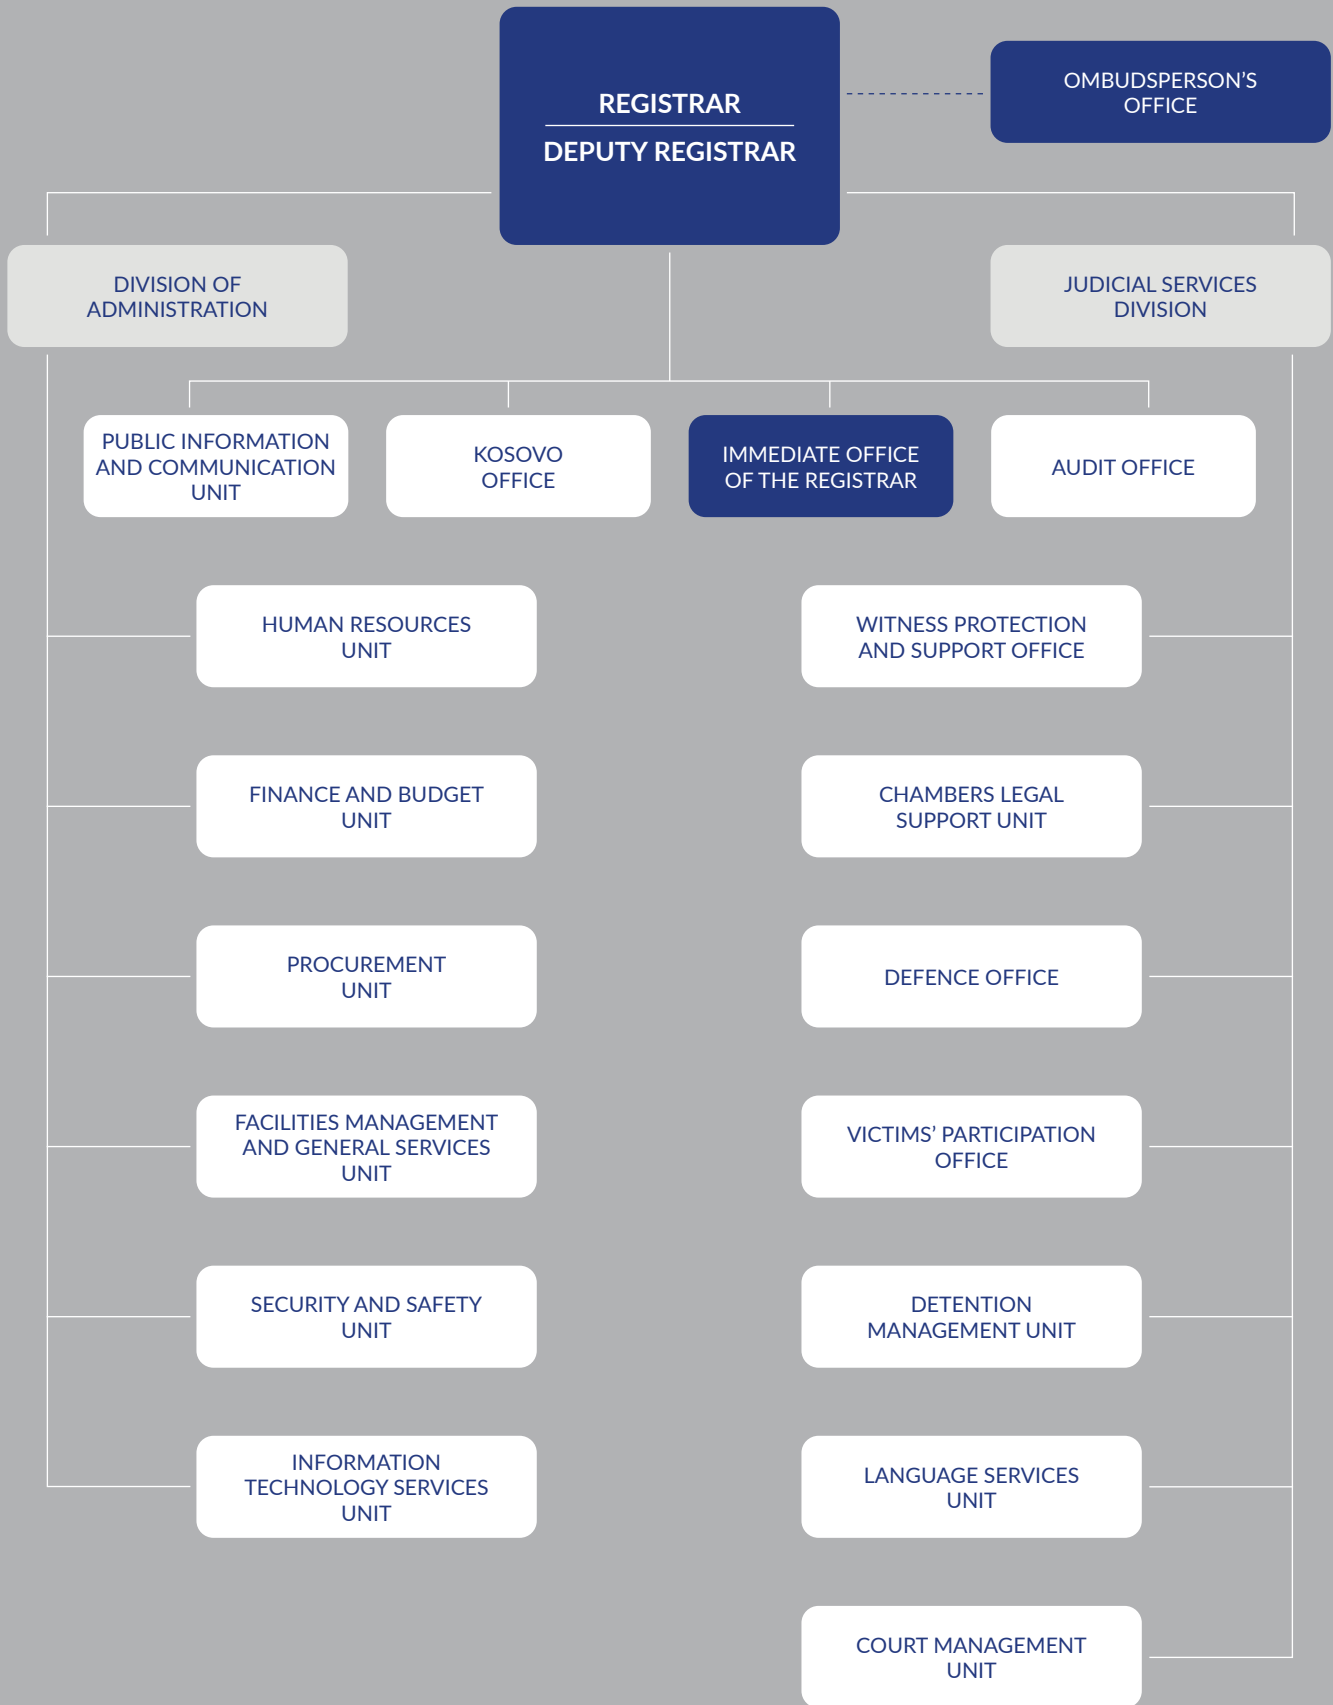 REGISTRAR
DEPUTY REGISTRAR
OMBUDSPERSON’S
OFFICE
DIVISION OF
ADMINISTRATION
JUDICIAL SERVICES
DIVISION
PUBLIC INFORMATION
AND COMMUNICATION
UNIT
KOSOVO
OFFICE
IMMEDIATE OFFICE
OF THE REGISTRAR
AUDIT OFFICE
HUMAN RESOURCES
UNIT
WITNESS PROTECTION
AND SUPPORT OFFICE
FINANCE AND BUDGET
UNIT
CHAMBERS LEGAL
SUPPORT UNIT
PROCUREMENT
UNIT
DEFENCE OFFICE
FACILITIES MANAGEMENT
AND GENERAL SERVICES
UNIT
VICTIMS’ PARTICIPATION
OFFICE
SECURITY AND SAFETY
UNIT
DETENTION
MANAGEMENT UNIT
INFORMATION
TECHNOLOGY SERVICES
UNIT
LANGUAGE SERVICES
UNIT
COURT MANAGEMENT
UNIT